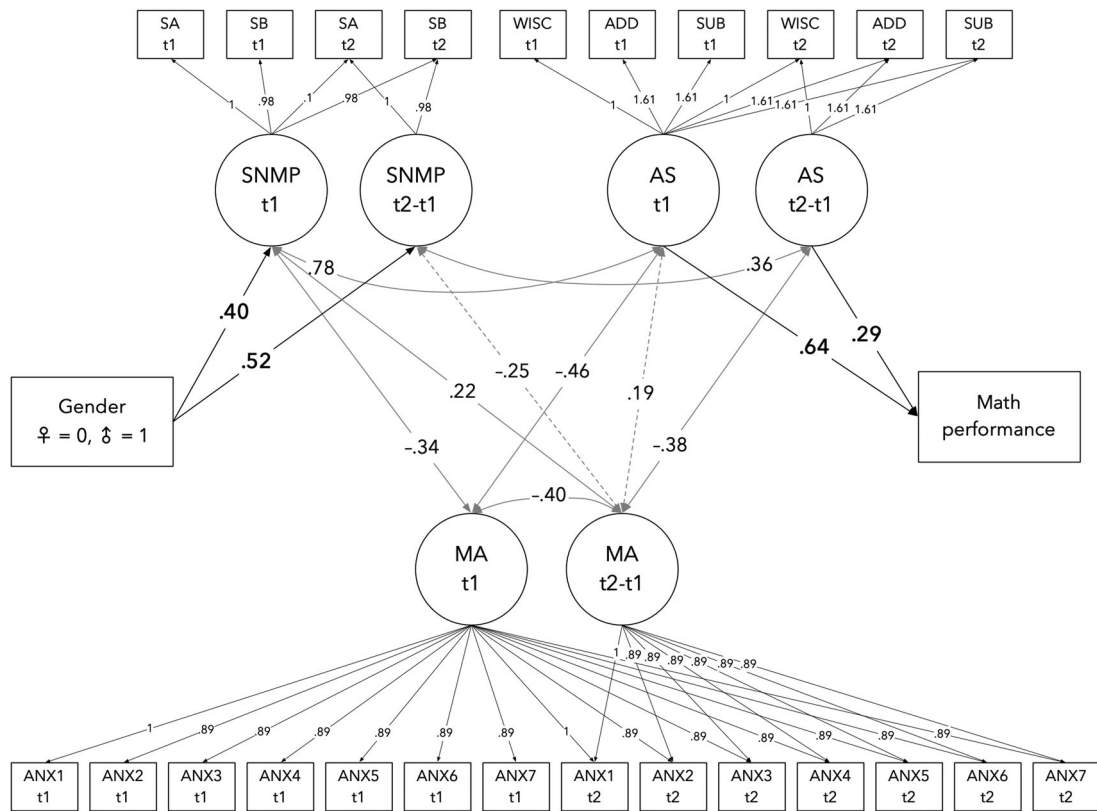 SA SB SA SB WISC ADD SUB WISC ADD SUB
t1 t1 t2 t2 t1 t1 t1 t2 t2 t2
1 .98 .1 .98 1 .98 1 1.61 1.61 1 1.61 1.61 1 1.61 1.61
SNMP SNMP AS AS
t1 t2-t1 t1 t2-t1
.78 .36
.40 .29
.52 .64
–.46
–.25
.22 .19
Gender
♀ = 0, ♂ = 1
Math
performance
–.34 –.38
–.40
MA MA
t1 t2-t1
1 .89 .89 .89 .89 .89 .89
1 .89 .89 .89 .89 .89 .89 1 .89 .89 .89 .89 .89 .89
ANX1 ANX2 ANX3 ANX4 ANX5 ANX6 ANX7 ANX1 ANX2 ANX3 ANX4 ANX5 ANX6 ANX7
t1 t1 t1 t1 t1 t1 t1 t2 t2 t2 t2 t2 t2 t2